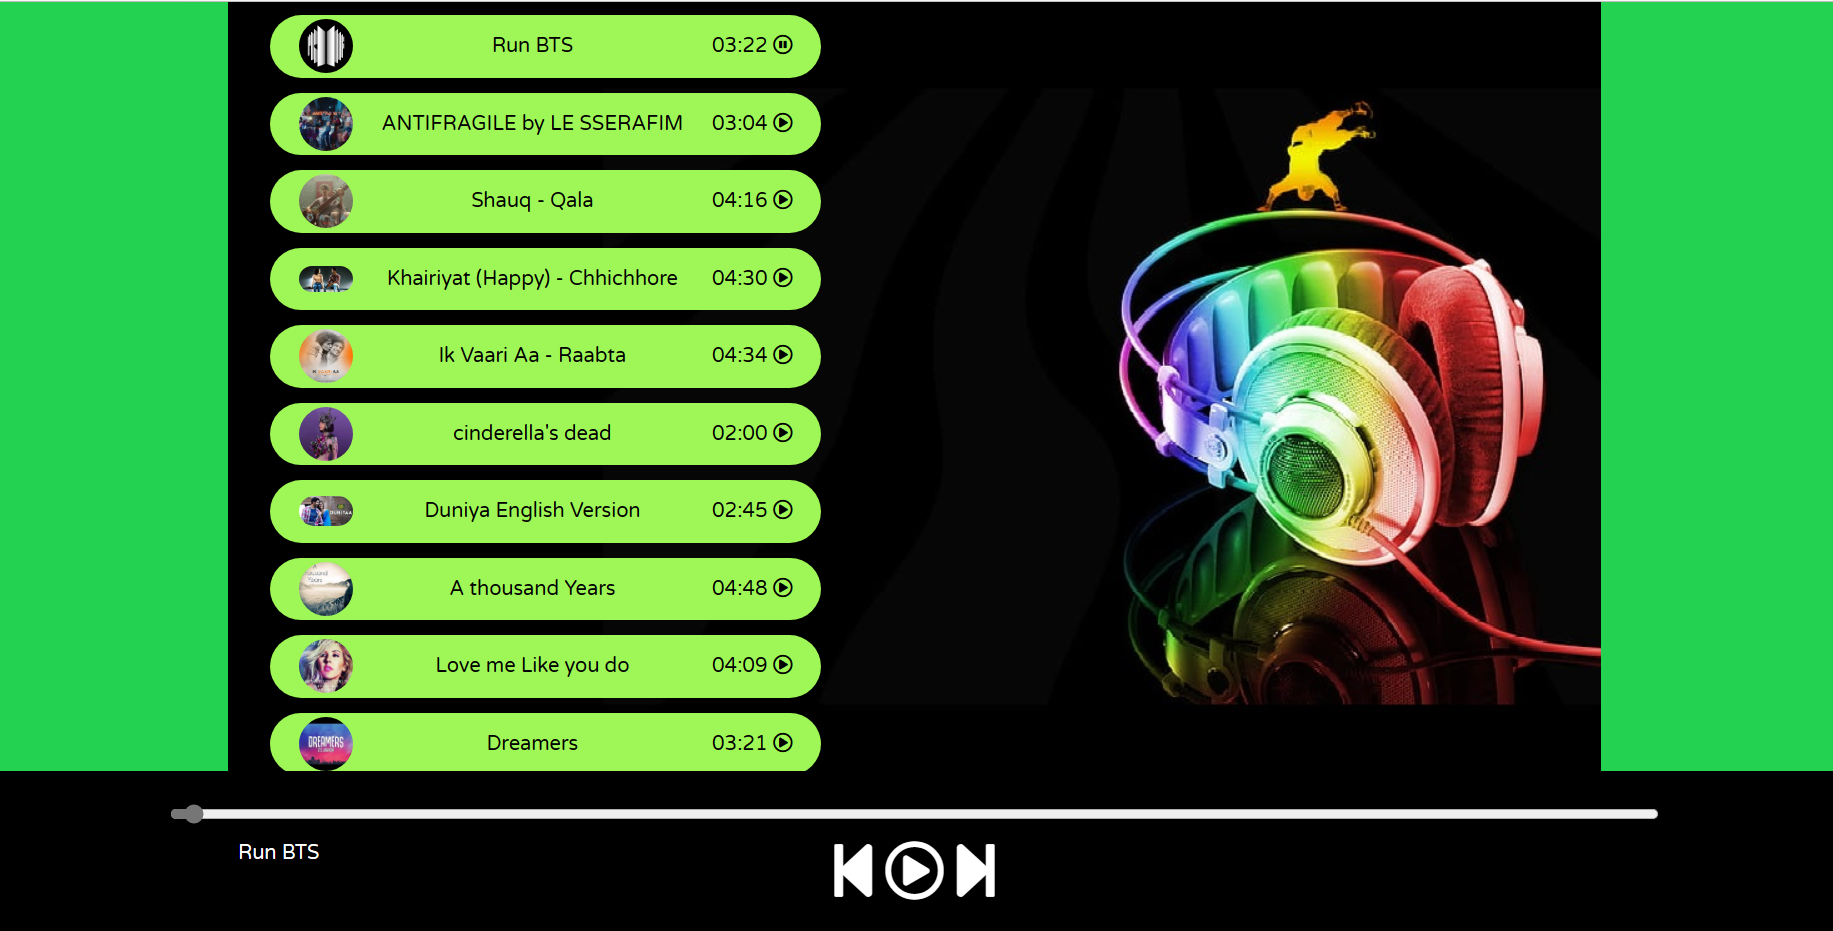 Run BTS 03:22
ANTIFRAGILE by LE SSERAFIM 03:04
Shauq - Qala 04:16
Khairiyat (Happy) - Chhichhore 04:30
Ik Vaari Aa - Raabta 04:34
cinderella's dead 02:00
DUNIYAA
Duniya English Version 02:45
A thousand Years 04:48
Love me Like you do 04:09
DREAMERS
Dreamers 03:21
Run BTS